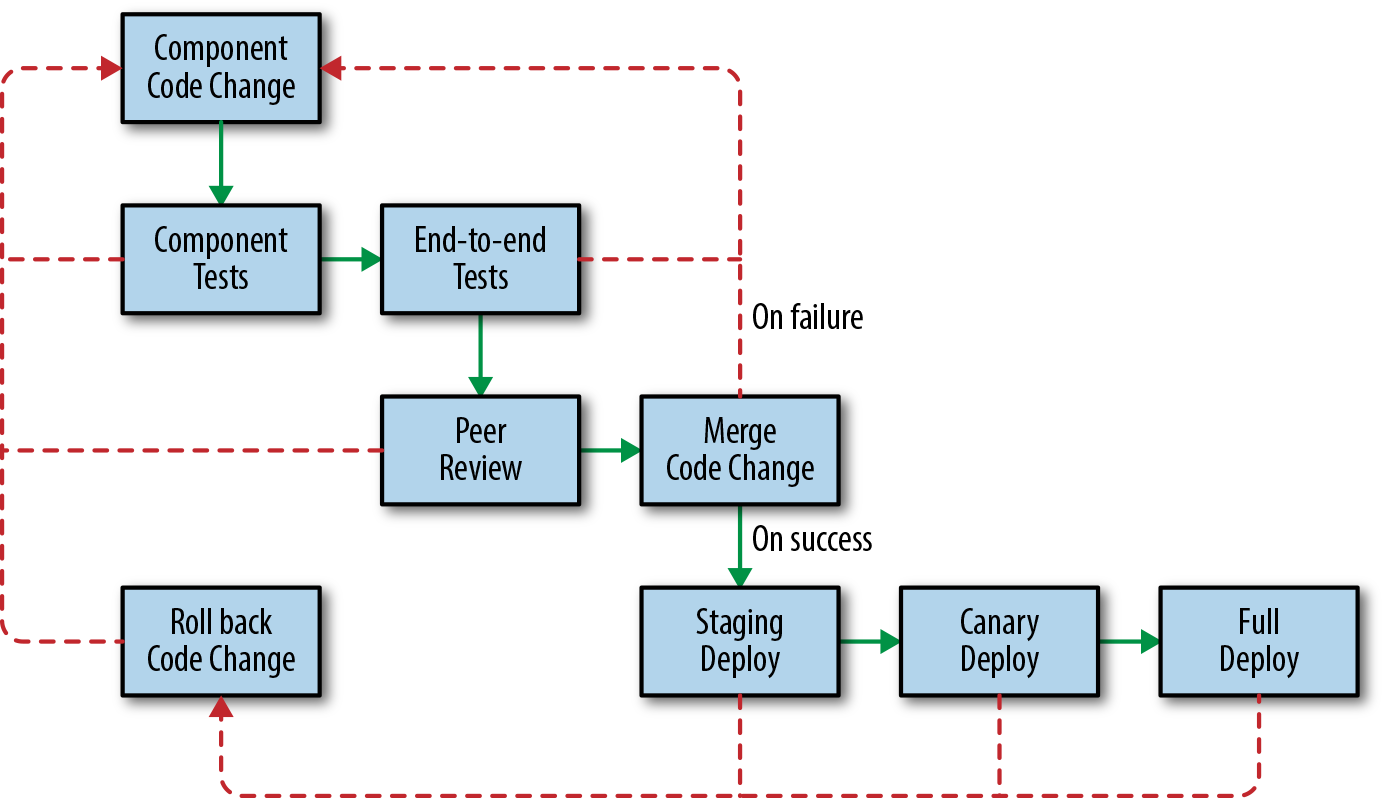 Component
Code Change
Component
Tests
End-to-end
Tests
On failure
Peer
Review
Merge
Code Change
On success
Roll back
Code Change
Staging
Deploy
Canary
Deploy
Full
Deploy